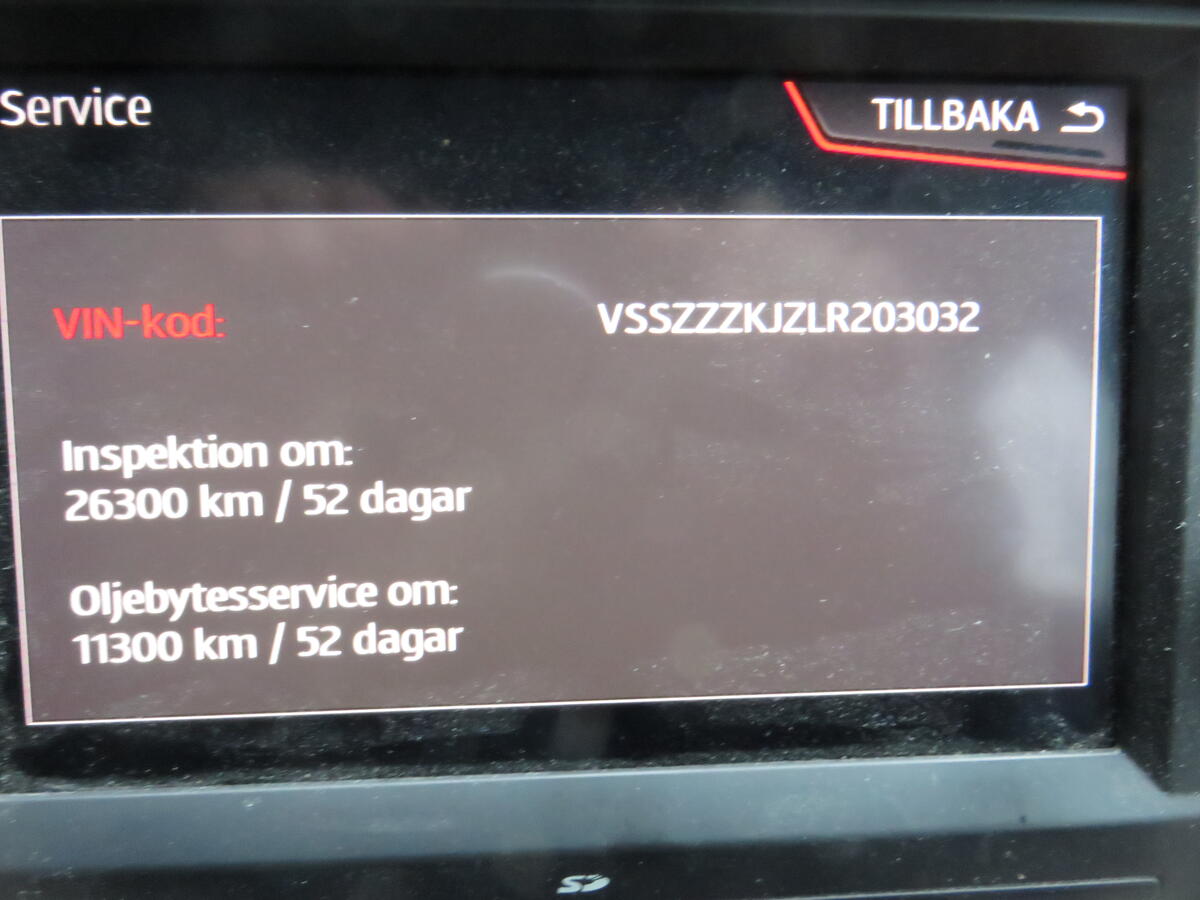 Service
TILLBAKA
VIN-kod: VSSZZZKJZLR203032
Inspektion om:
26300 km / 52 dagar
Oljebytesservice om:
11300 km / 52 dagar
SD